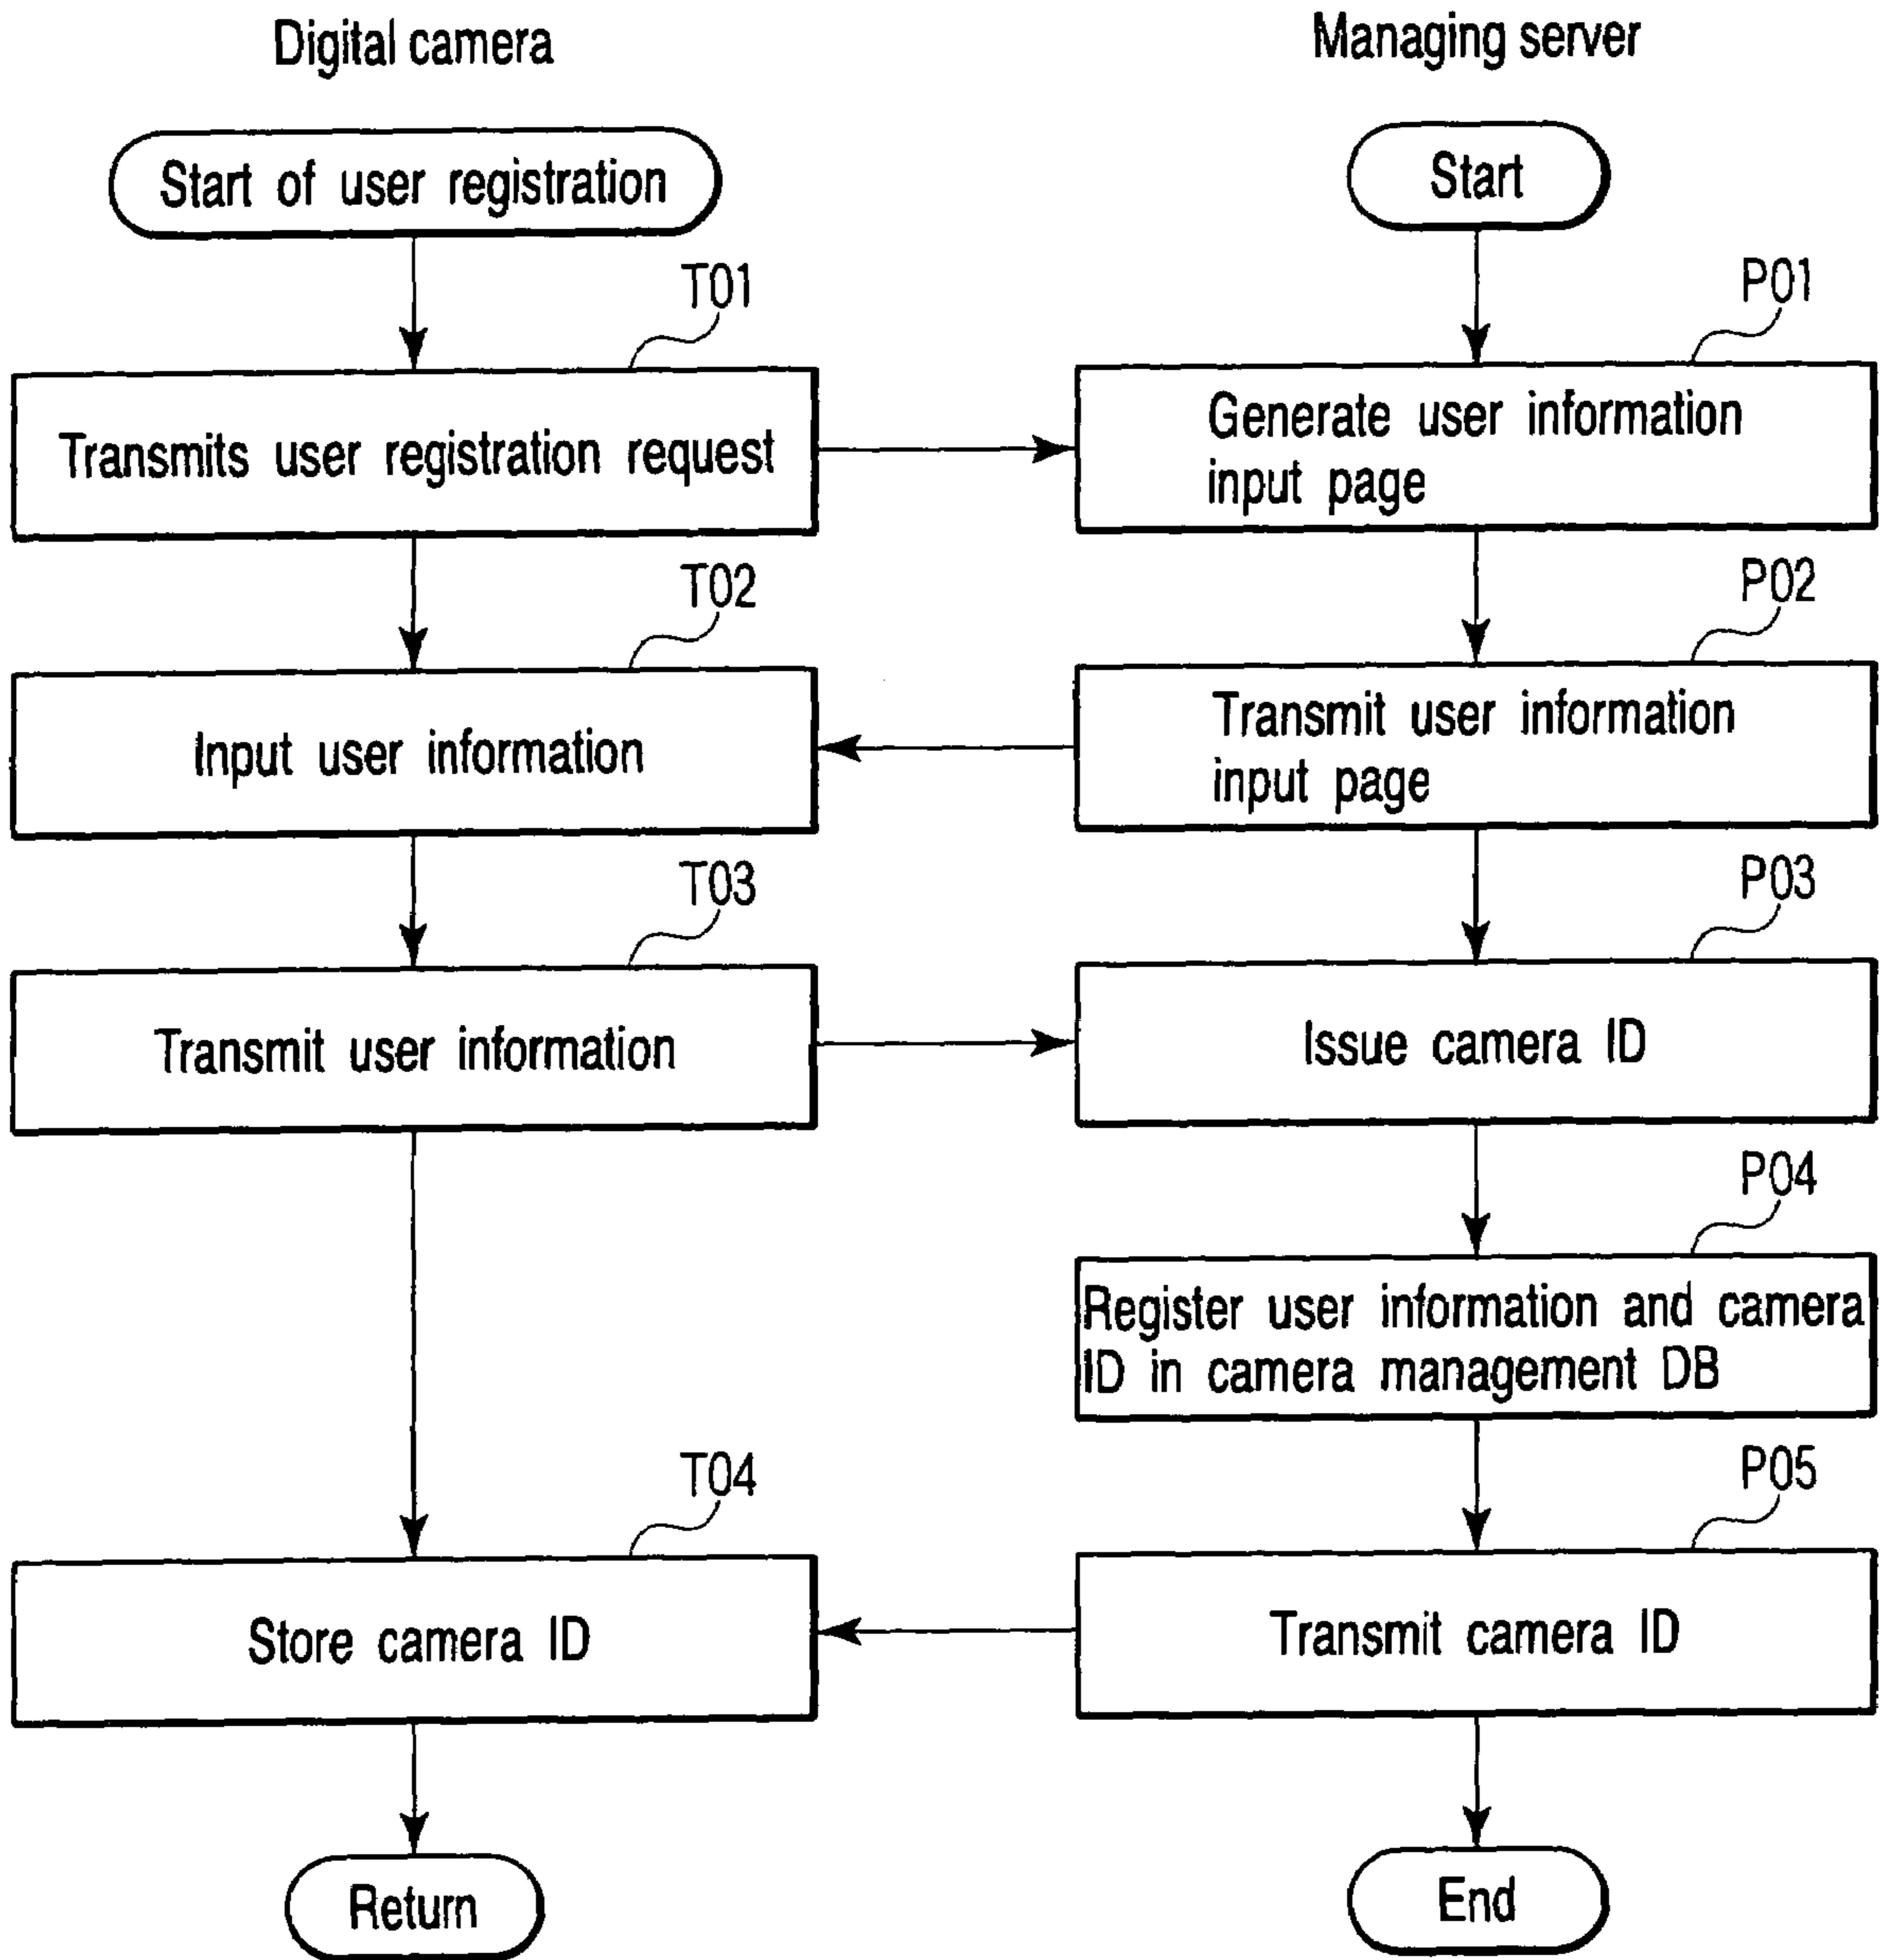 Digital camera
Managing server
Start of user registration
Start
T01
P01
Transmits user registration request
Generate user information
input page
T02
P02
Input user information
Transmit user information
input page
T03
P03
Transmit user information
Issue camera ID
P04
Register user information and camera
ID in camera management DB
T04
P05
Store camera ID
Transmit camera ID
Return
End